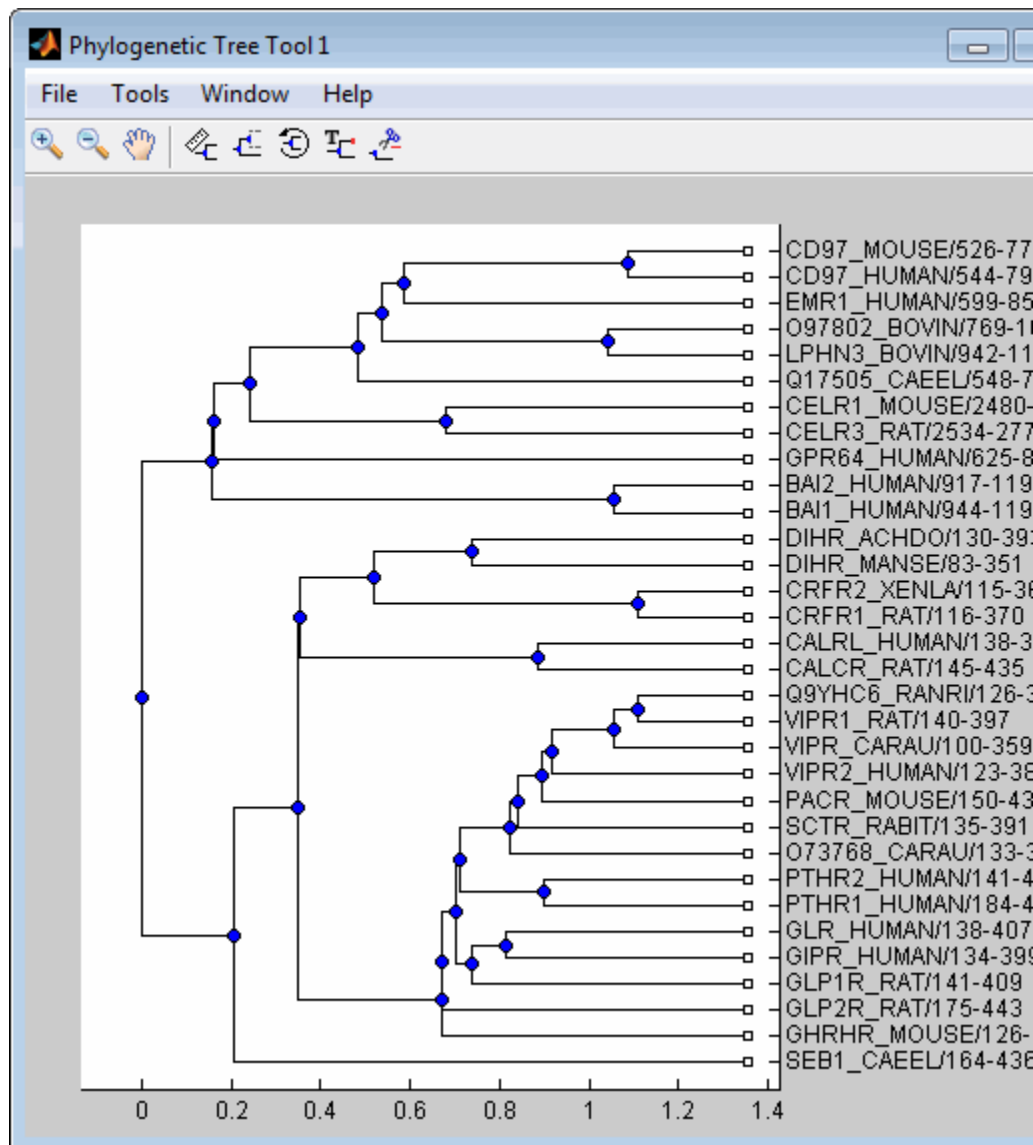 Phylogenetic Tree Tool 1
File Tools Window Help
CD97_MOUSE/526-77
CD97_HUMAN/544-79
EMR1_HUMAN/599-85
O97802_BOVIN/769-10
LPHN3_BOVIN/942-11
Q17505_CAEEL/548-7
CELR1_MOUSE/2480-
CELR3_RAT/2534-277
GPR64_HUMAN/625-8
BAI2_HUMAN/917-119
BAI1_HUMAN/944-119
DIHR_ACHDO/130-393
DIHR_MANSE/83-351
CRFR2_XENLA/115-36
CRFR1_RAT/116-370
CALRL_HUMAN/138-3
CALCR_RAT/145-435
Q9YHC6_RANRI/126-3
VIPR1_RAT/140-397
VIPR_CARAU/100-359
VIPR2_HUMAN/123-38
PACR_MOUSE/150-43
SCTR_RABIT/135-391
O73768_CARAU/133-3
PTHR2_HUMAN/141-4
PTHR1_HUMAN/184-4
GLR_HUMAN/138-407
GIPR_HUMAN/134-399
GLP1R_RAT/141-409
GLP2R_RAT/175-443
GHRHR_MOUSE/126-
SEB1_CAEEL/164-436
0 0.2 0.4 0.6 0.8 1 1.2 1.4